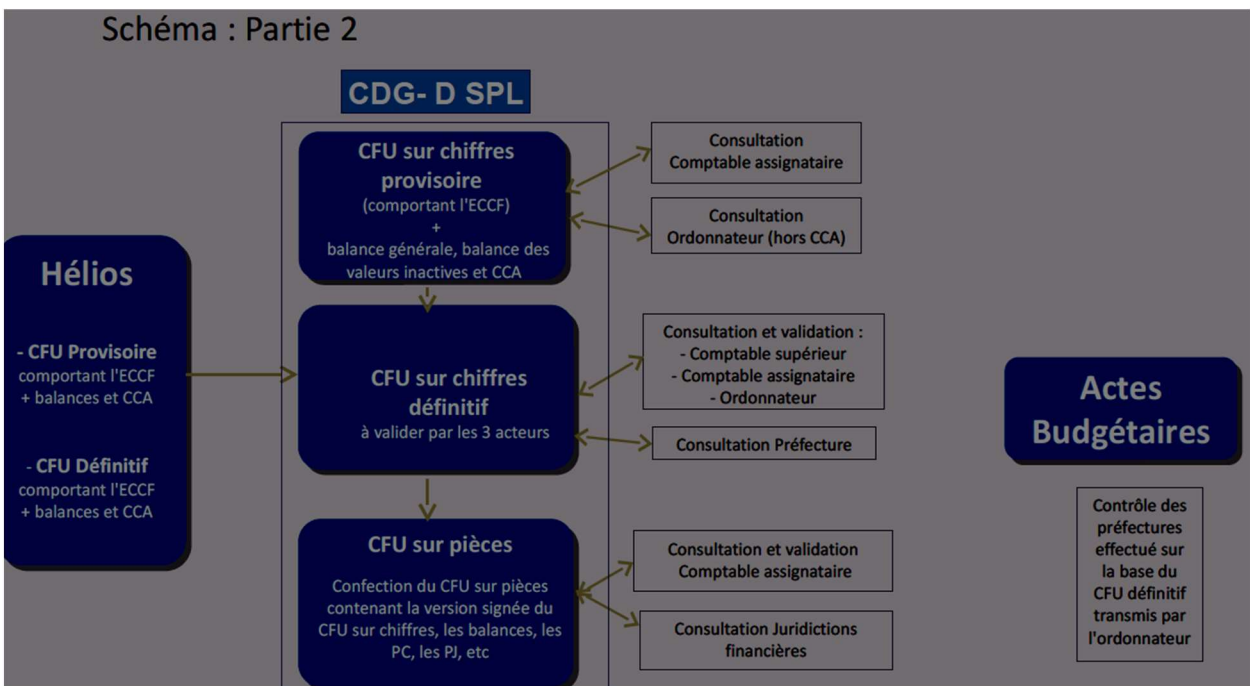 Schéma : Partie 2
CDG- D SPL
CFU sur chiffres
provisoire
(comportant l'ECCF)
+
balance générale, balance des
valeurs inactives et CCA
Consultation
Comptable assignataire
Consultation
Ordonnateur (hors CCA)
Hélios
- CFU Provisoire
comportant l'ECCF
+ balances et CCA
- CFU Définitif
comportant l'ECCF
+ balances et CCA
CFU sur chiffres
définitif
à valider par les 3 acteurs
Consultation et validation :
- Comptable supérieur
- Comptable assignataire
- Ordonnateur
Consultation Préfecture
CFU sur pièces
Confection du CFU sur pièces
contenant la version signée du
CFU sur chiffres, les balances, les
PC, les PJ, etc
Consultation et validation
Comptable assignataire
Consultation Juridictions
financières
Actes
Budgétaires
Contrôle des
préfectures
effectué sur
la base du
CFU définitif
transmis par
l'ordonnateur